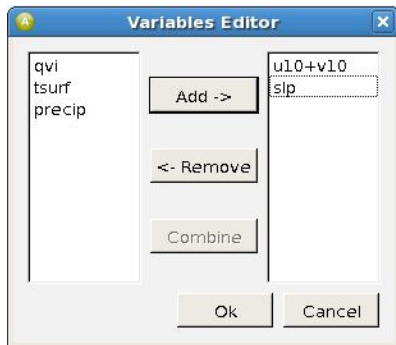 Variables Editor
qvi
tsurf
precip
Add ->
<- Remove
Combine
u10+v10
slp
Ok
Cancel